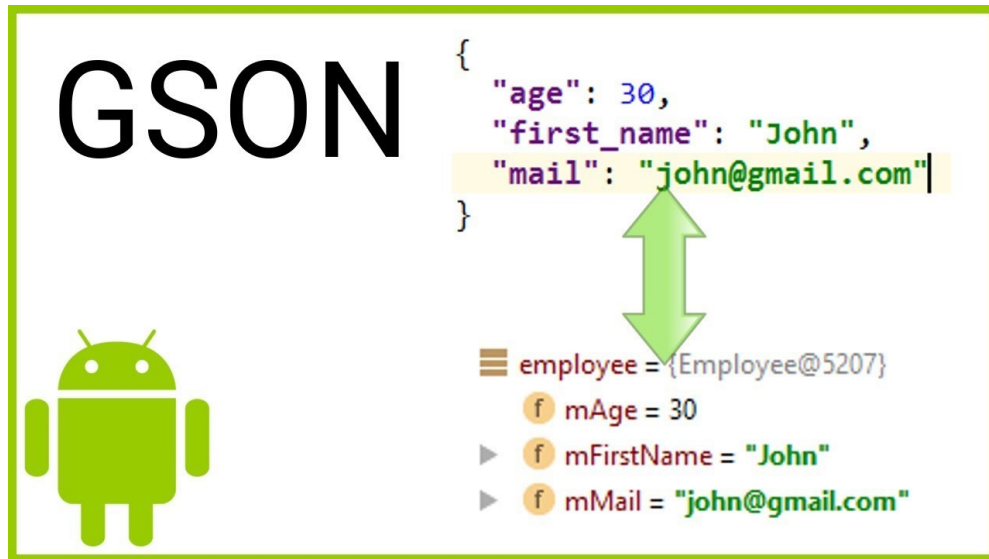 GSON
{
"age": 30,
"first_name": "John",
"mail": "john@gmail.com"
}
employee = {Employee@5207}
f mAge = 30
f mFirstName = "John"
f mMail = "john@gmail.com"